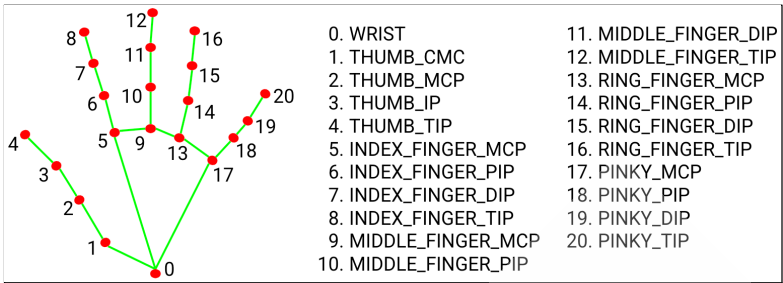 12
8
16
11
7
15
10
6
20
14
19
5
9
13
18
4
17
3
2
1
0
0. WRIST
1. THUMB_CMC
2. THUMB_MCP
3. THUMB_IP
4. THUMB_TIP
5. INDEX_FINGER_MCP
6. INDEX_FINGER_PIP
7. INDEX_FINGER_DIP
8. INDEX_FINGER_TIP
9. MIDDLE_FINGER_MCP
10. MIDDLE_FINGER_PIP
11. MIDDLE_FINGER_DIP
12. MIDDLE_FINGER_TIP
13. RING_FINGER_MCP
14. RING_FINGER_PIP
15. RING_FINGER_DIP
16. RING_FINGER_TIP
17. PINKY_MCP
18. PINKY_PIP
19. PINKY_DIP
20. PINKY_TIP